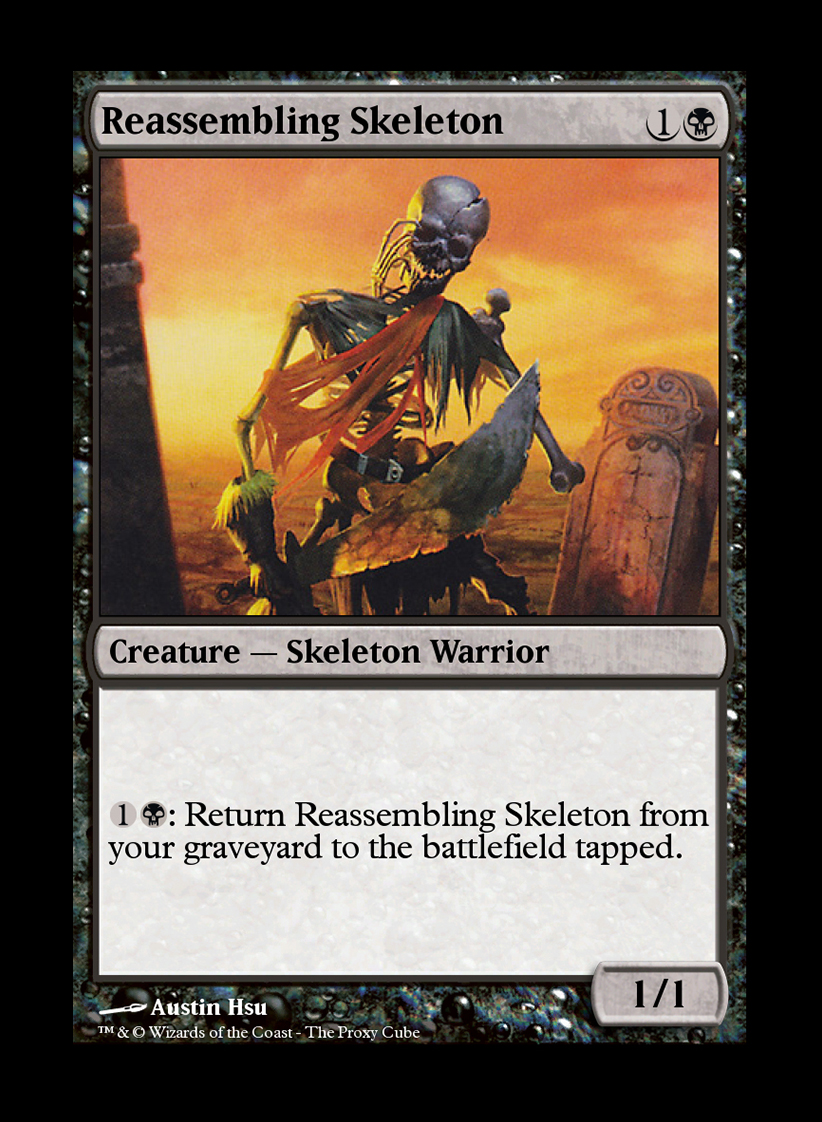 Reassembling Skeleton 1
Creature — Skeleton Warrior
1: Return Reassembling Skeleton from
your graveyard to the battlefield tapped.
1/1
Austin Hsu
™ & © Wizards of the Coast - The Proxy Cube